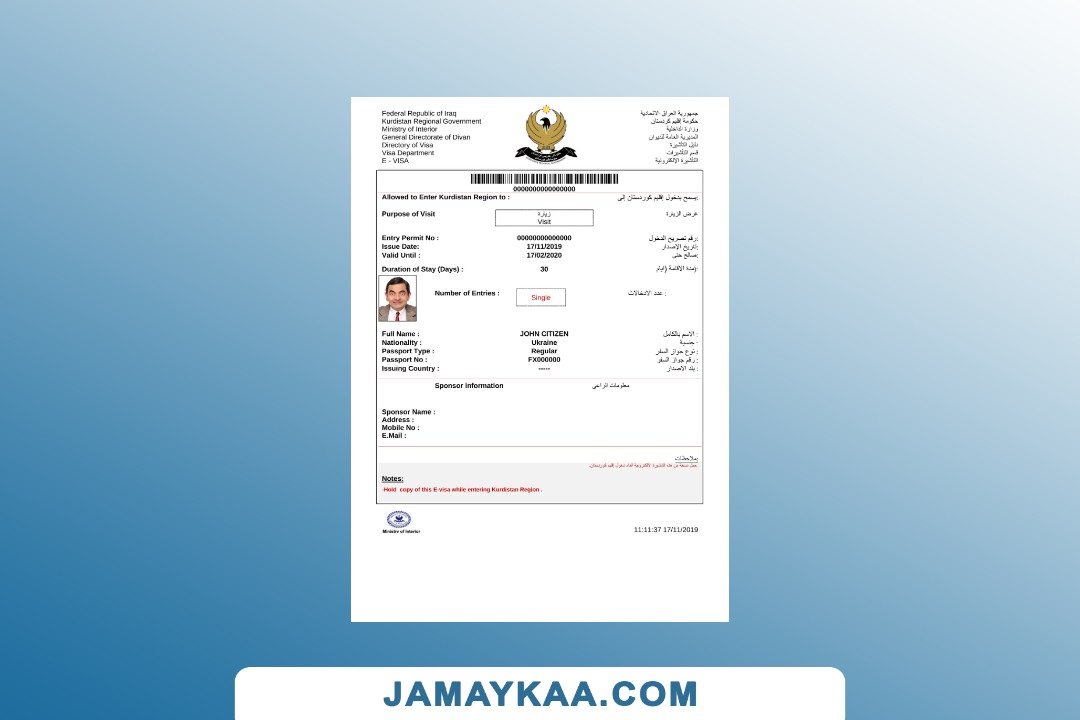 Federal Republic of Iraq
Kurdistan Regional Government
Ministry of Interior
General Directorate of Divan
Directory of Visa
Visa Department
E - VISA
جمهورية العراق الاتحادية
حكومة إقليم كردستان
وزارة الداخلية
المديرية العامة للديوان
دليل التأشيرة
قسم التأشيرات
التأشيرة الإلكترونية
0000000000000000
Allowed to Enter Kurdistan Region to :
يسمح بدخول إقليم كوردستان إلى:
Purpose of Visit
زيارة
Visit
غرض الزيارة
Entry Permit No : 00000000000000 رقم تصريح الدخول:
Issue Date: 17/11/2019 تاريخ الإصدار:
Valid Until : 17/02/2020 صالح حتى:
Duration of Stay (Days) : 30 مدة الاقامة (أيام):
Number of Entries : Single عدد الادخالات :
Full Name : JOHN CITIZEN الاسم بالكامل :
Nationality : Ukraine جنسية :
Passport Type : Regular نوع جواز السفر :
Passport No : FX000000 رقم جواز السفر :
Issuing Country : ----- بلد الاصدار :
Sponsor information معلومات الراعي
Sponsor Name :
Address :
Mobile No :
E.Mail :
ملاحظات:
Notes:
-Hold copy of this E-visa while entering Kurdistan Region .
Ministry of Interior
11:11:37 17/11/2019
JAMAYKAA.COM